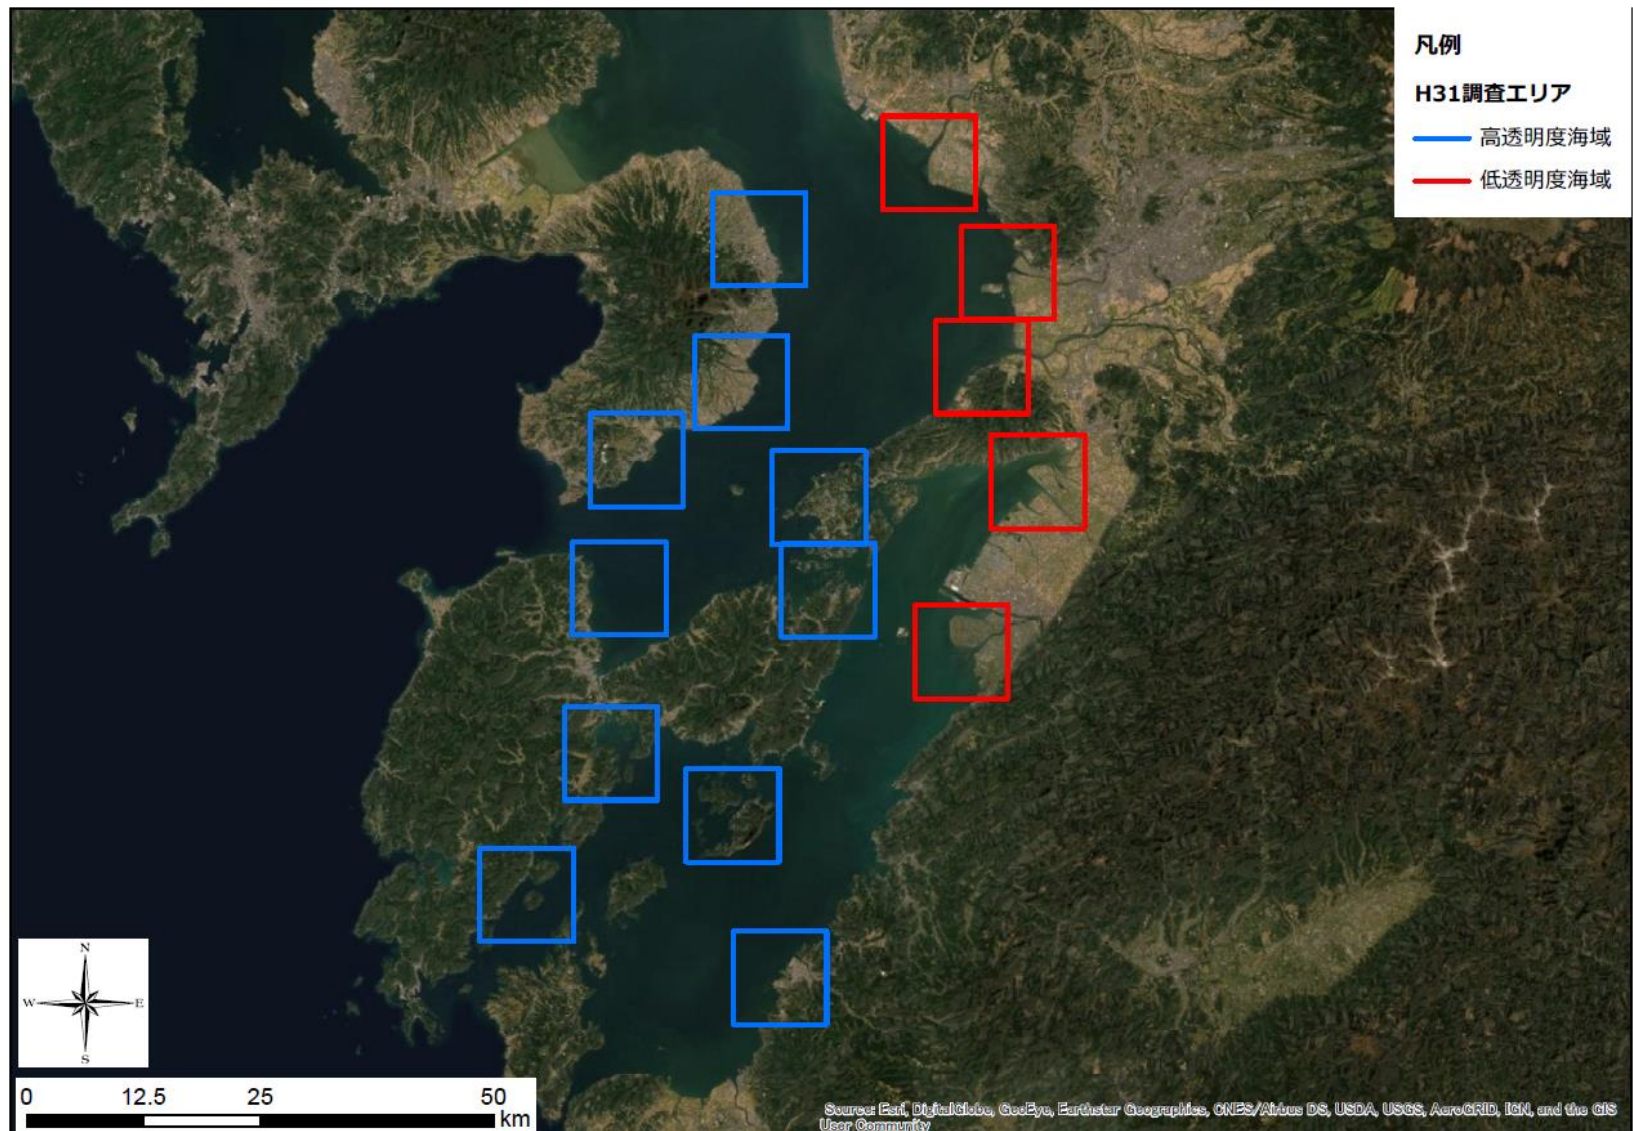 凡例
H31調査エリア
高透明度海域
低透明度海域
N
W
E
S
0 12.5 25 50
km
Source: Esri, DigitalGlobe, GeoEye, Earthstar Geographics, CNES/Airbus DS, USDA, USGS, AeroGRID, IGN, and the GIS
User Community